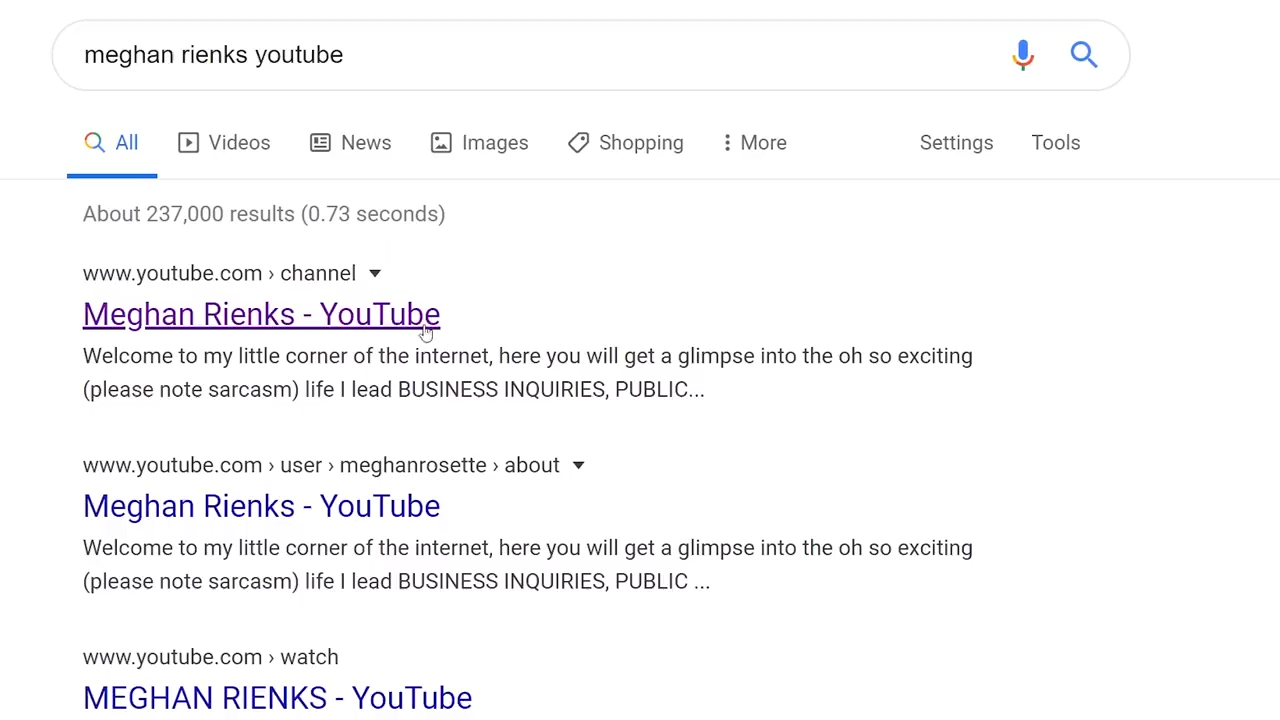 meghan rienks youtube
All Videos News Images Shopping More Settings Tools
About 237,000 results (0.73 seconds)
www.youtube.com › channel
Meghan Rienks - YouTube
Welcome to my little corner of the internet, here you will get a glimpse into the oh so exciting
(please note sarcasm) life I lead BUSINESS INQUIRIES, PUBLIC...
www.youtube.com › user › meghanrosette › about
Meghan Rienks - YouTube
Welcome to my little corner of the internet, here you will get a glimpse into the oh so exciting
(please note sarcasm) life I lead BUSINESS INQUIRIES, PUBLIC ...
www.youtube.com › watch
MEGHAN RIENKS - YouTube